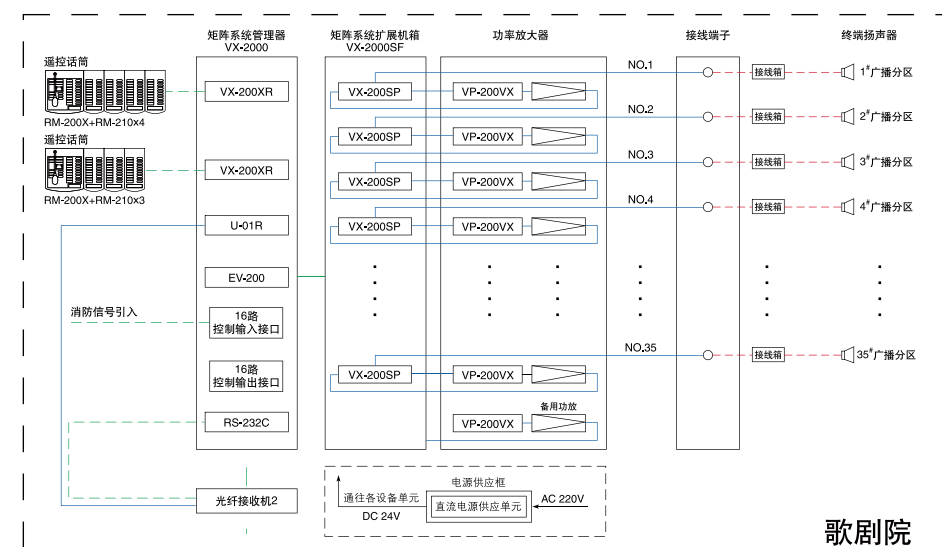 矩阵系统管理器
VX-2000
矩阵系统扩展机箱
VX-2000SF
功率放大器
接线端子
终端扬声器
遥控话筒
RM-200X+RM-210x4
遥控话筒
RM-200X+RM-210x3
VX-200XR
VX-200XR
U-01R
EV-200
16路
控制输入接口
16路
控制输出接口
RS-232C
消防信号引入
光纤接收机2
VX-200SP
VP-200VX
NO.1
接线箱
1#广播分区
VX-200SP
VP-200VX
NO.2
接线箱
2#广播分区
VX-200SP
VP-200VX
NO.3
接线箱
3#广播分区
VX-200SP
VP-200VX
NO.4
接线箱
4#广播分区
VX-200SP
VP-200VX
NO.35
接线箱
35#广播分区
备用功放
VP-200VX
电源供应框
通往各设备单元
DC 24V
直流电源供应单元
AC 220V
歌剧院